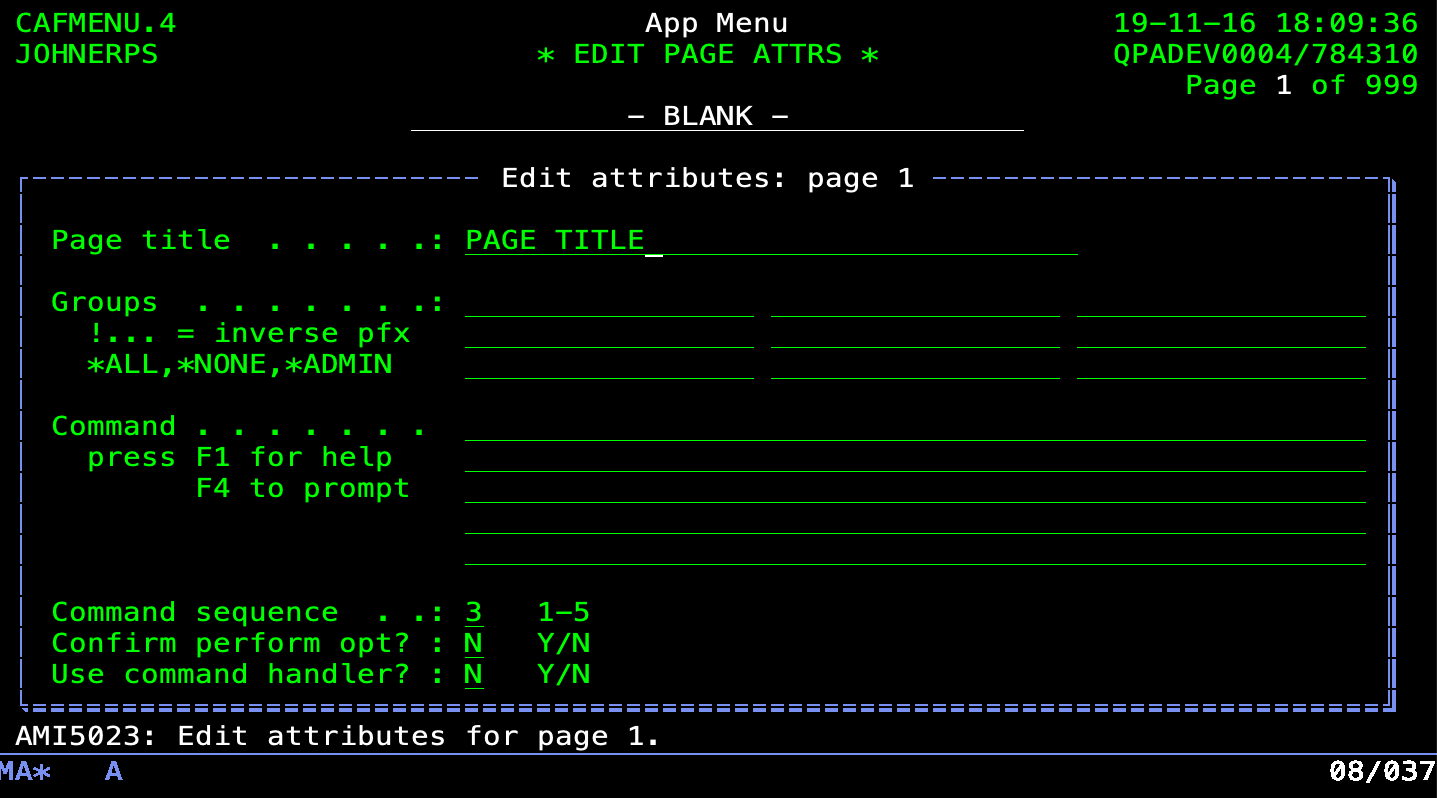 CAFMENU.4 App Menu 19-11-16 18:09:36
JOHNERPS * EDIT PAGE ATTRS * QPADEV0004/784310
Page 1 of 999
- BLANK -
Edit attributes: page 1
Page title . . . . .: PAGE TITLE_
Groups . . . . . . .:
!... = inverse pfx
*ALL,*NONE,*ADMIN
Command . . . . . . .
press F1 for help
F4 to prompt
Command sequence . .: 3 1-5
Confirm perform opt? : N Y/N
Use command handler? : N Y/N
AMI5023: Edit attributes for page 1.
MA* A 08/037